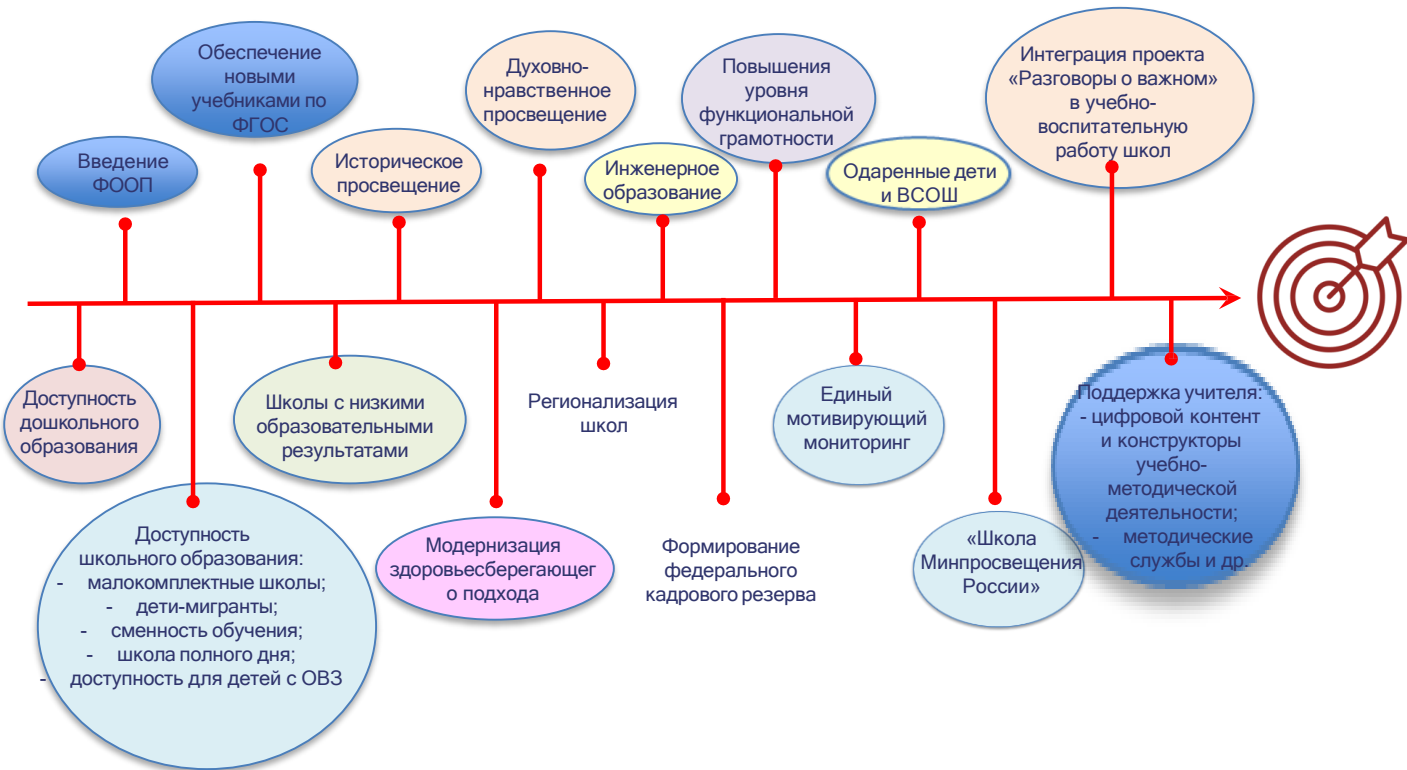 Обеспечение
новыми
учебниками по
ФГОС
Духовно-
нравственное
просвещение
Повышения
уровня
функциональной
грамотности
Интеграция проекта
«Разговоры о важном»
в учебно-
воспитательную
работу школ
Введение
ФООП
Историческое
просвещение
Инженерное
образование
Одаренные дети
и ВСОШ
Доступность
дошкольного
образования
Школы с низкими
образовательными
результатами
Регионализация
школ
Единый
мотивирующий
мониторинг
Поддержка учителя:
- цифровой контент
и конструкторы
учебно-
методической
деятельности;
- методические
службы и др.
Доступность
школьного образования:
- малокомплектные школы;
- дети-мигранты;
- сменность обучения;
- школа полного дня;
- доступность для детей с ОВЗ
Модернизация
здоровьесберегающег
о подхода
Формирование
федерального
кадрового резерва
«Школа
Минпросвещения
России»